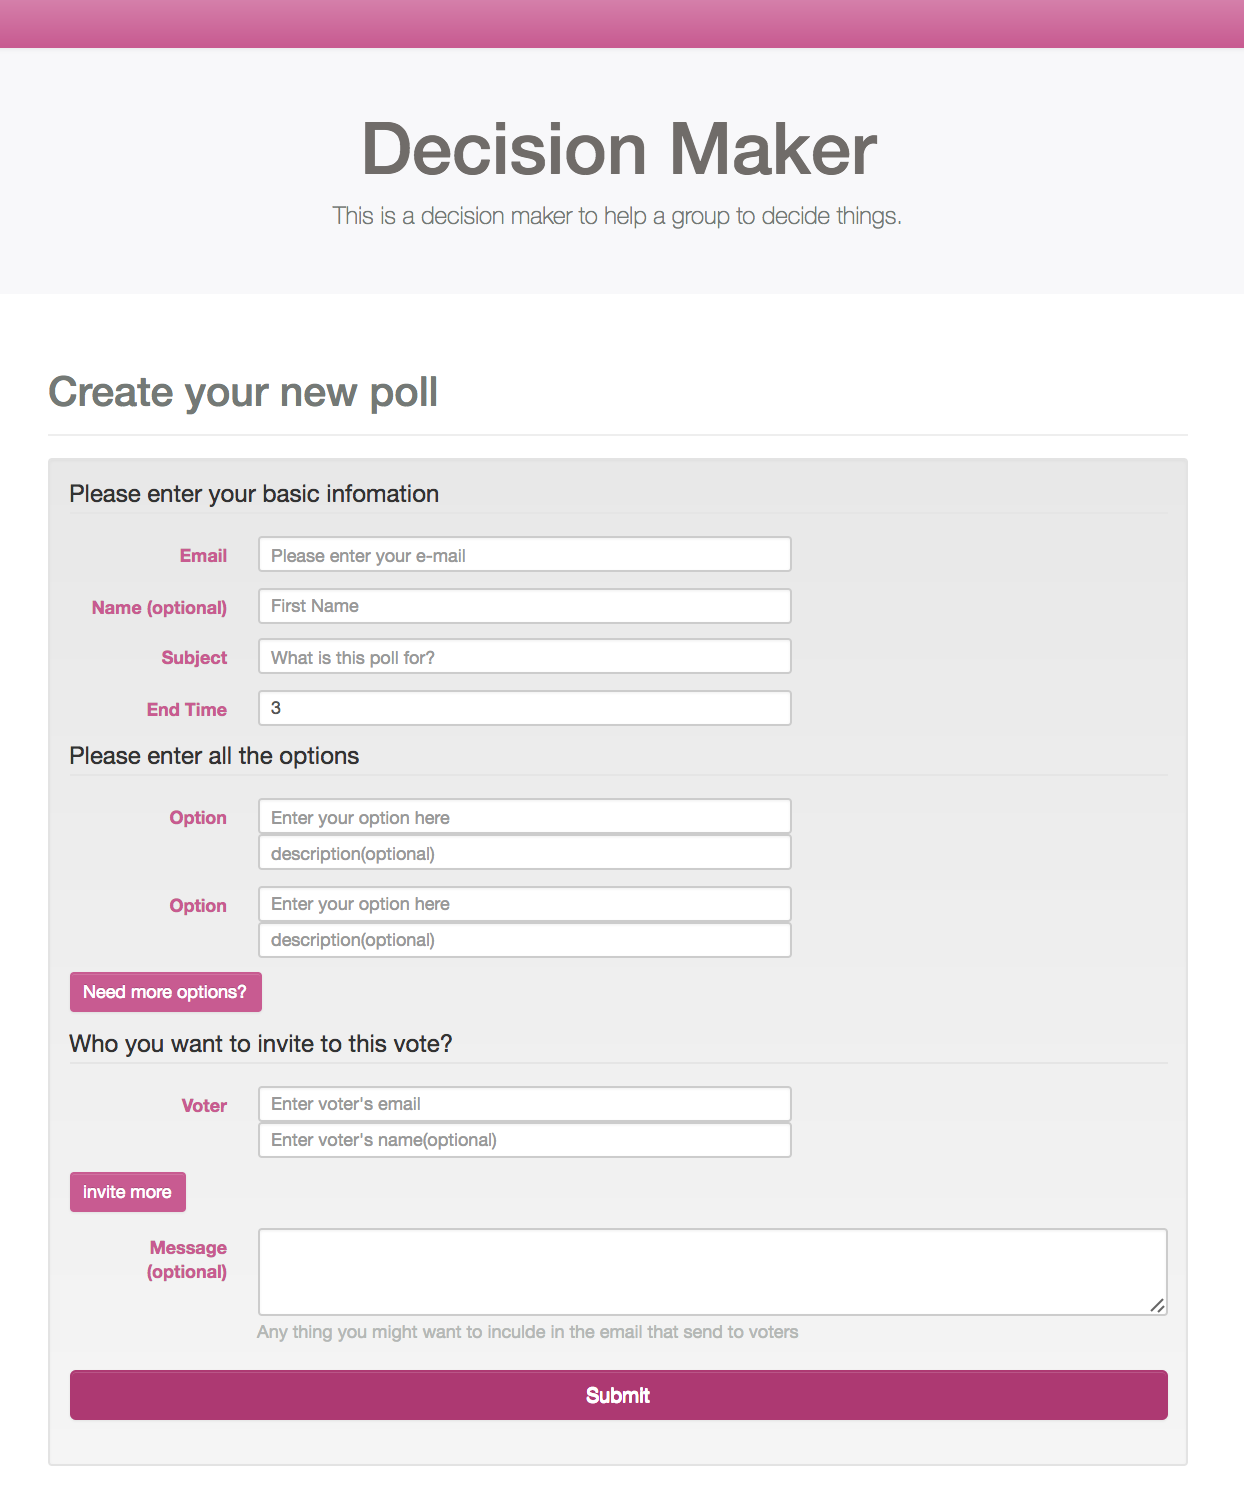 Decision Maker
This is a decision maker to help a group to decide things.
Create your new poll
Please enter your basic infomation
Email
Please enter your e-mail
Name (optional)
First Name
Subject
What is this poll for?
End Time
3
Please enter all the options
Option
Enter your option here
description(optional)
Option
Enter your option here
description(optional)
Need more options?
Who you want to invite to this vote?
Voter
Enter voter's email
Enter voter's name(optional)
invite more
Message
(optional)
Any thing you might want to inculde in the email that send to voters
Submit